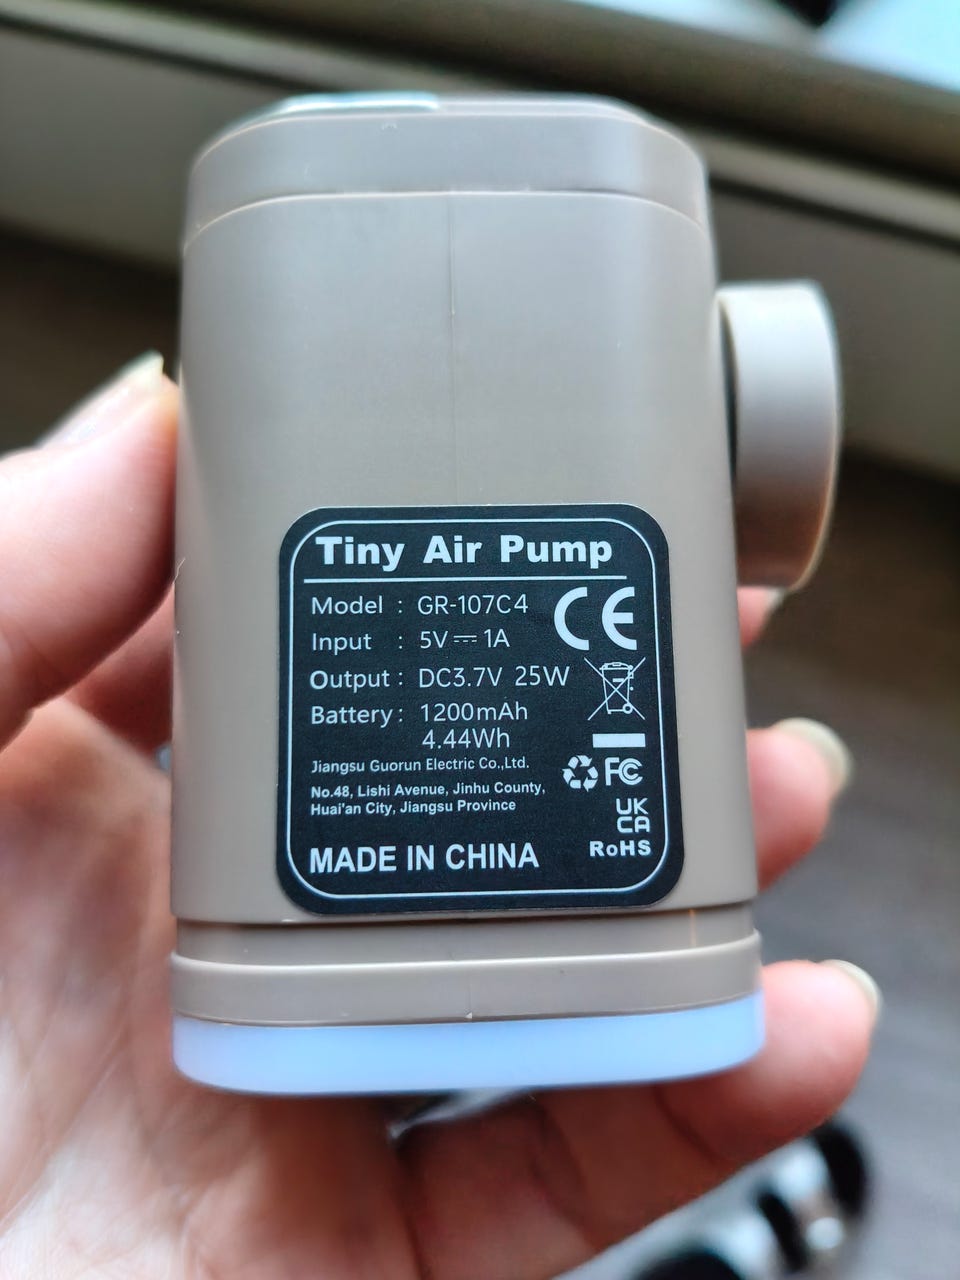 Tiny Air Pump
Model : GR-107C4
Input : 5V⎓1A
Output : DC3.7V 25W
Battery : 1200mAh
4.44Wh
Jiangsu Guorun Electric Co.,Ltd.
No.48, Lishi Avenue, Jinhu County,
Huai'an City, Jiangsu Province
MADE IN CHINA
CE
FC
UK
CA
RoHS